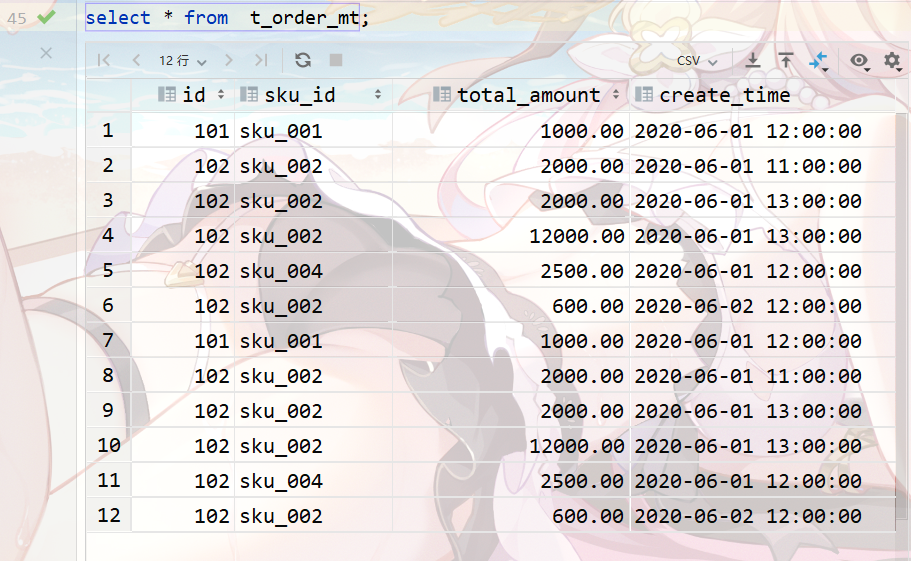 45 select * from  t_order_mt;
12 行 CSV
id sku_id total_amount create_time
1 101 sku_001 1000.00 2020-06-01 12:00:00
2 102 sku_002 2000.00 2020-06-01 11:00:00
3 102 sku_002 2000.00 2020-06-01 13:00:00
4 102 sku_002 12000.00 2020-06-01 13:00:00
5 102 sku_004 2500.00 2020-06-01 12:00:00
6 102 sku_002 600.00 2020-06-02 12:00:00
7 101 sku_001 1000.00 2020-06-01 12:00:00
8 102 sku_002 2000.00 2020-06-01 11:00:00
9 102 sku_002 2000.00 2020-06-01 13:00:00
10 102 sku_002 12000.00 2020-06-01 13:00:00
11 102 sku_004 2500.00 2020-06-01 12:00:00
12 102 sku_002 600.00 2020-06-02 12:00:00